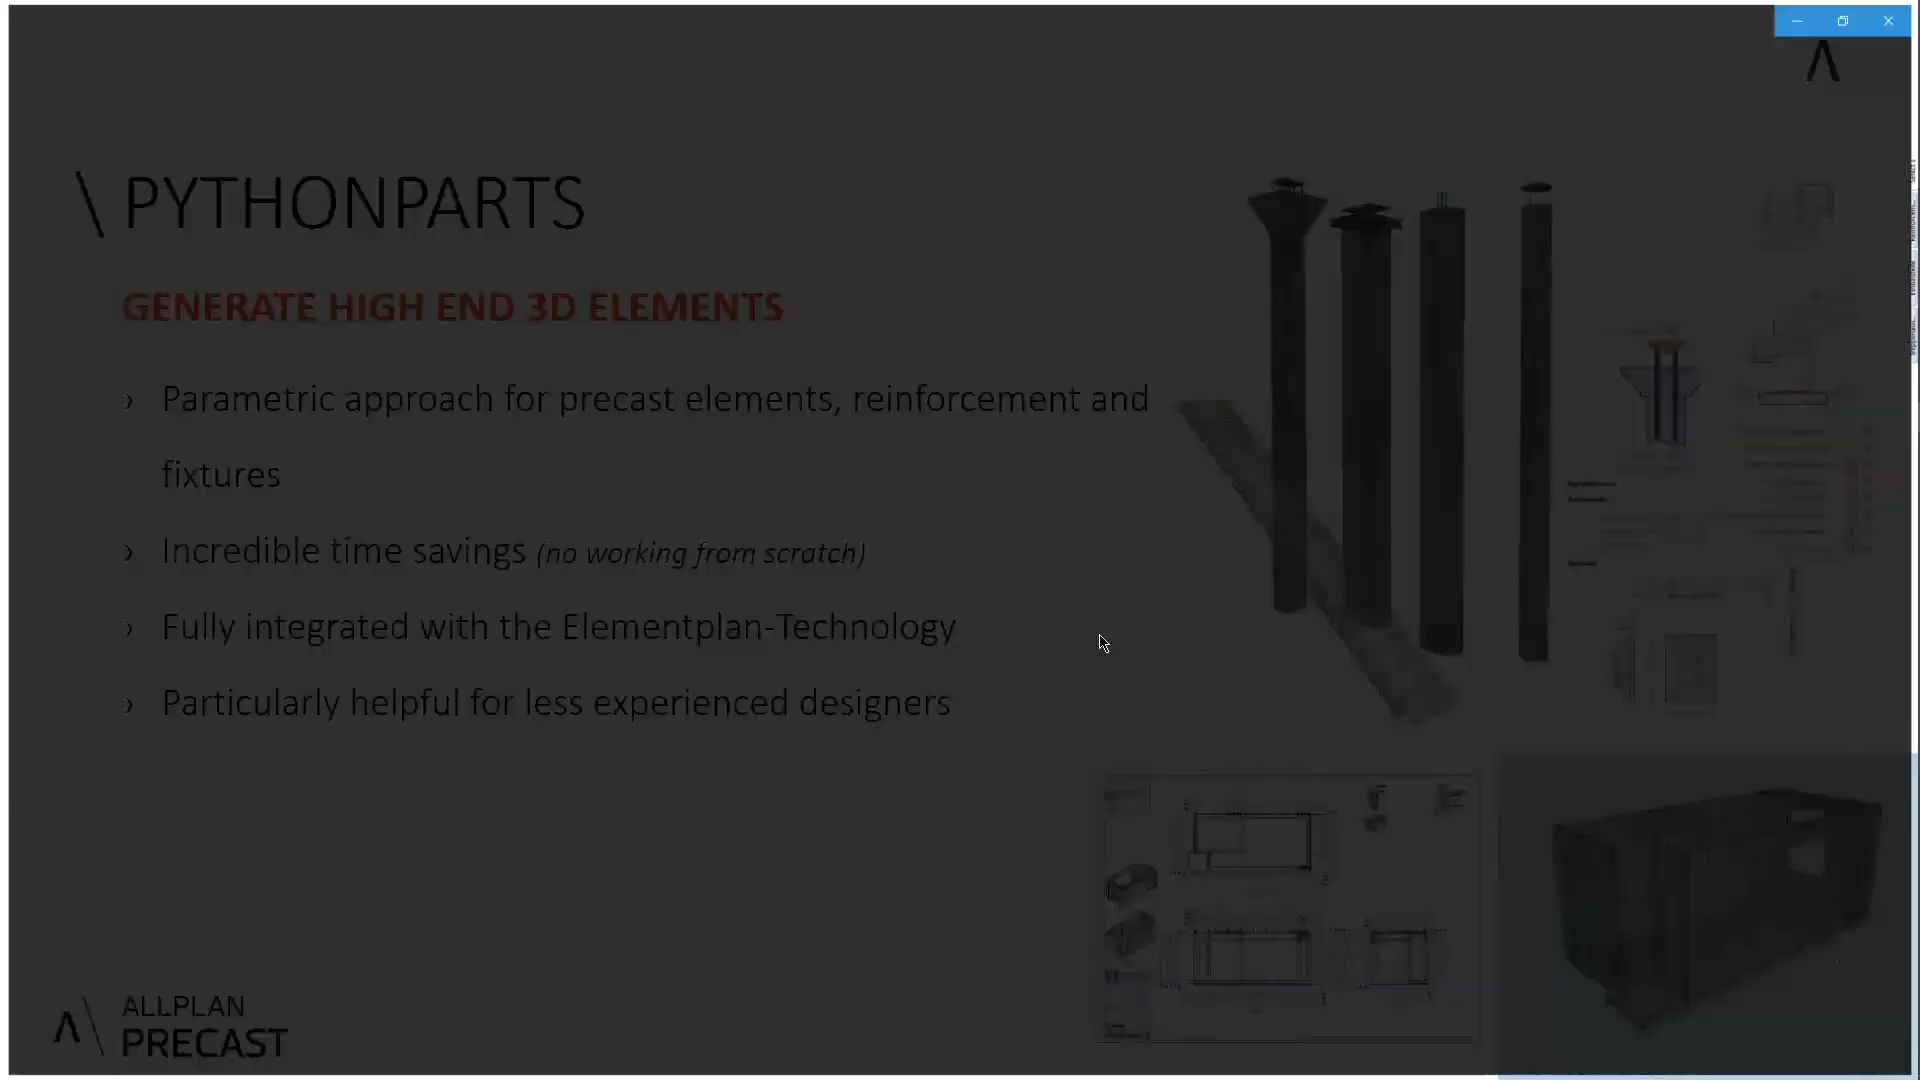 \ PYTHONPARTS
GENERATE HIGH END 3D ELEMENTS
› Parametric approach for precast elements, reinforcement and
fixtures
› Incredible time savings (no working from scratch)
› Fully integrated with the Elementplan-Technology
› Particularly helpful for less experienced designers
ALLPLAN
PRECAST